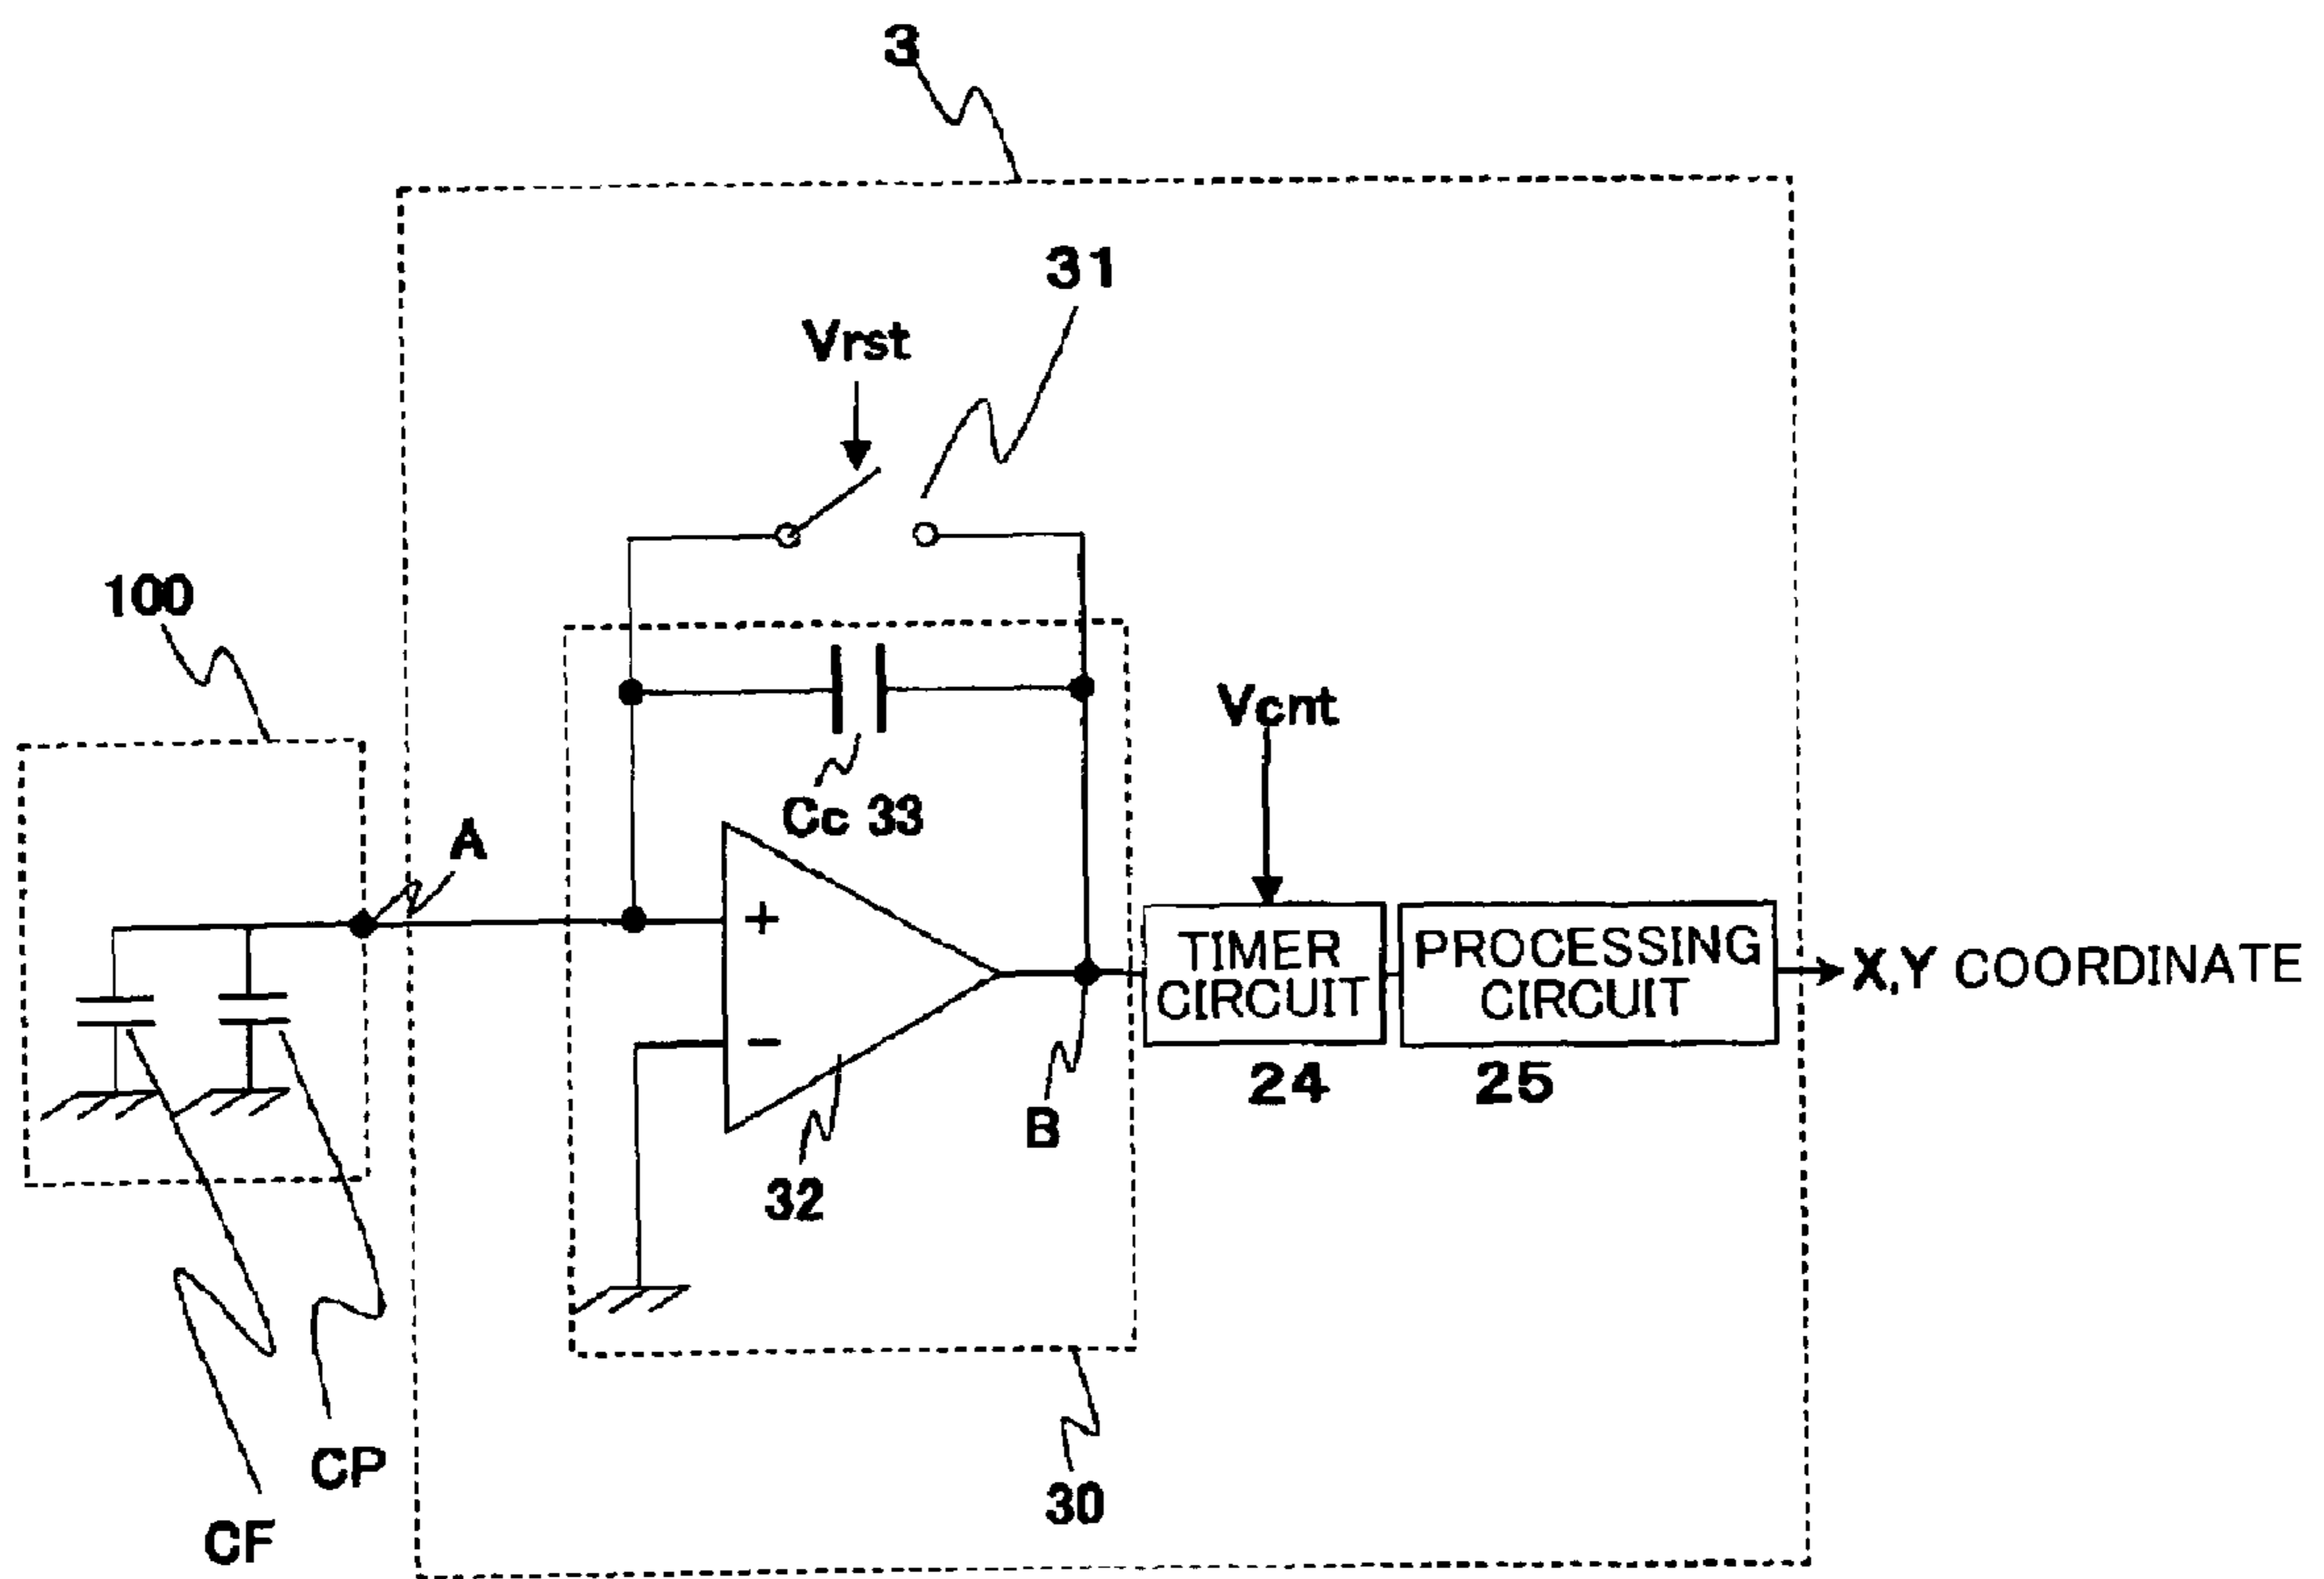 3
31
Vrst
100
Vcnt
Cc 33
A
+
TIMER
CIRCUIT
PROCESSING
CIRCUIT
X,Y COORDINATE
−
24
25
B
32
CP
30
CF